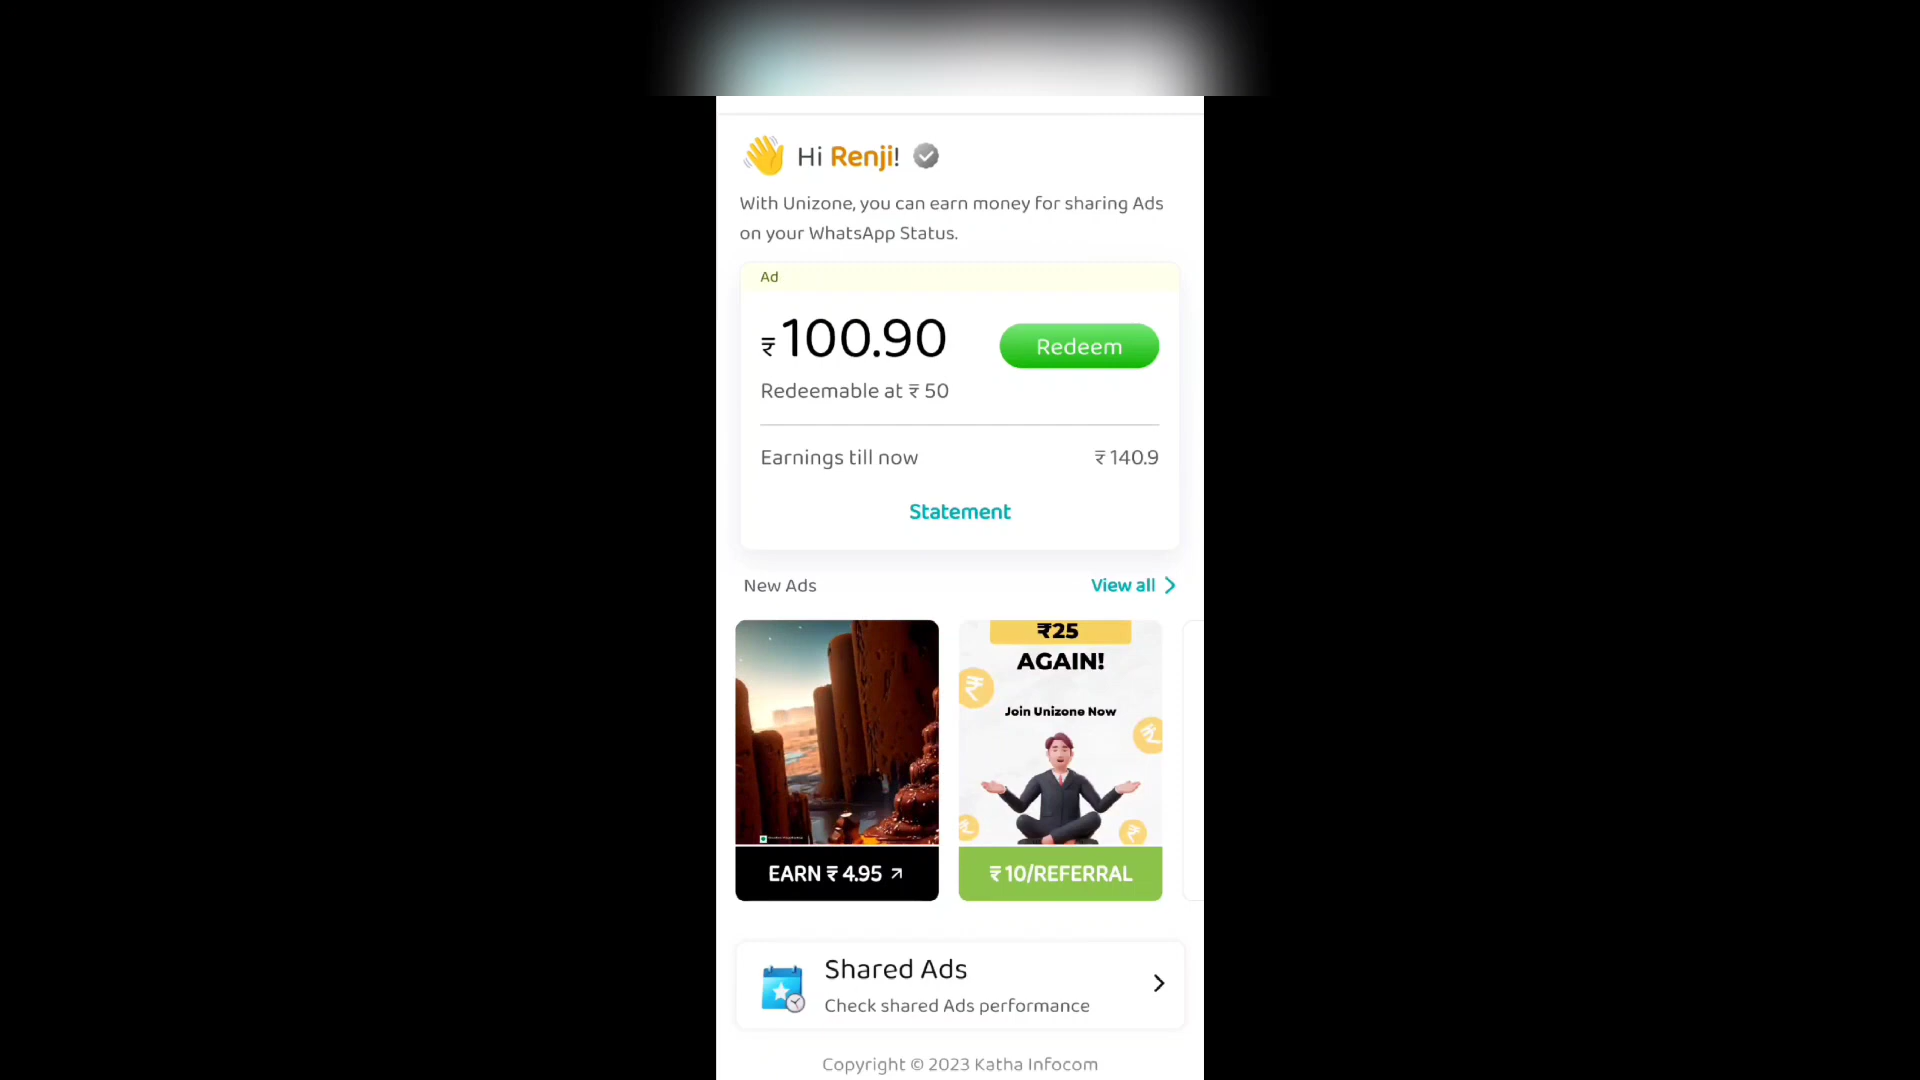 Hi Renji!
With Unizone, you can earn money for sharing Ads
on your WhatsApp Status.
Ad
₹100.90
Redeem
Redeemable at ₹ 50
Earnings till now
₹ 140.9
Statement
New Ads
View all
₹25
AGAIN!
Join Unizone Now
EARN ₹ 4.95
₹ 10/REFERRAL
Shared Ads
Check shared Ads performance
Copyright © 2023 Katha Infocom